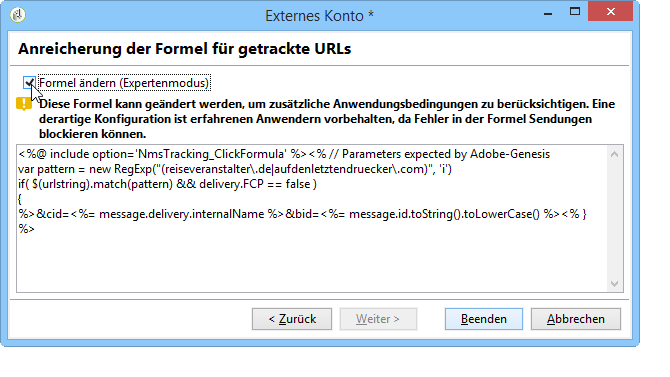 Externes Konto *
Anreicherung der Formel für getrackte URLs
Formel ändern (Expertenmodus)
Diese Formel kann geändert werden, um zusätzliche Anwendungsbedingungen zu berücksichtigen. Eine
derartige Konfiguration ist erfahrenen Anwendern vorbehalten, da Fehler in der Formel Sendungen
blockieren können.
<%@ include option='NmsTracking_ClickFormula' %><% // Parameters expected by Adobe-Genesis
var pattern = new RegExp("(reiseveranstalter\.de|aufdenletztendruecker\.com)", 'i')
if( $(urlstring).match(pattern) && delivery.FCP == false )
{
%>&cid=<%= message.delivery.internalName %>&bid=<%= message.id.toString().toLowerCase() %><% }
%>
< Zurück
Weiter >
Beenden
Abbrechen